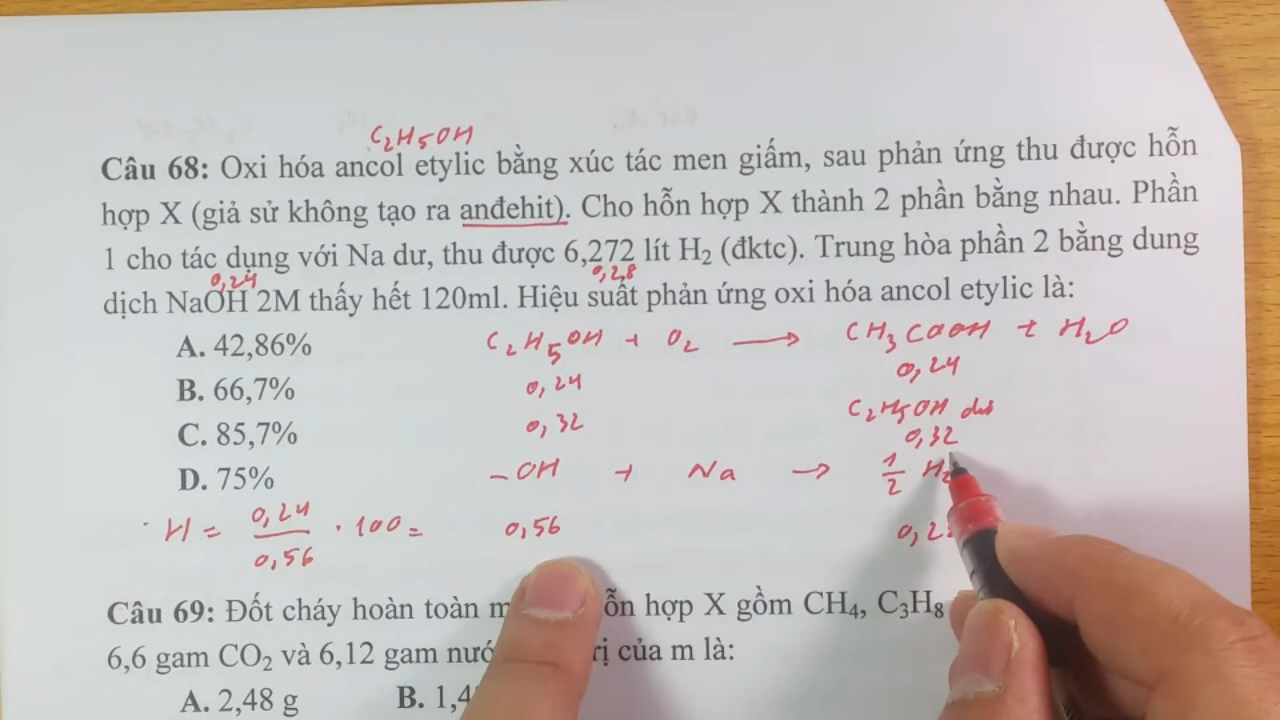 C2H5OH
Câu 68: Oxi hóa ancol etylic bằng xúc tác men giấm, sau phản ứng thu được hỗn
hợp X (giả sử không tạo ra anđehit). Cho hỗn hợp X thành 2 phần bằng nhau. Phần
1 cho tác dụng với Na dư, thu được 6,272 lít H₂ (đktc). Trung hòa phần 2 bằng dung
0,24 0,28
dịch NaOH 2M thấy hết 120ml. Hiệu suất phản ứng oxi hóa ancol etylic là:
A. 42,86%
B. 66,7%
C. 85,7%
D. 75%
C2H5OH + O2 → CH3COOH + H2O
0,24 0,24
C2H5OH dư
0,32 0,32
-OH + Na → 1/2 H2
0,56 0,2
H = 0,24/0,56 . 100 =
Câu 69: Đốt cháy hoàn toàn m ỗn hợp X gồm CH₄, C₃H₈
6,6 gam CO₂ và 6,12 gam nướ rị của m là:
A. 2,48 g B. 1,4